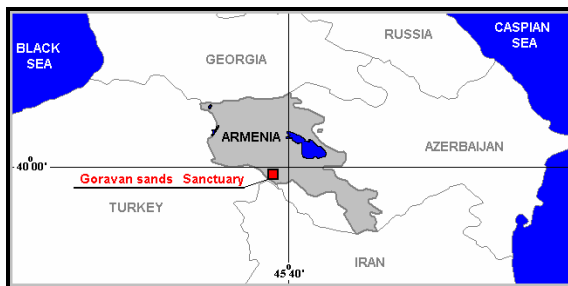 RUSSIA
CASPIAN
SEA
BLACK
SEA
GEORGIA
ARMENIA
AZERBAIJAN
40°00'
Goravan sands Sanctuary
TURKEY
IRAN
45°40'